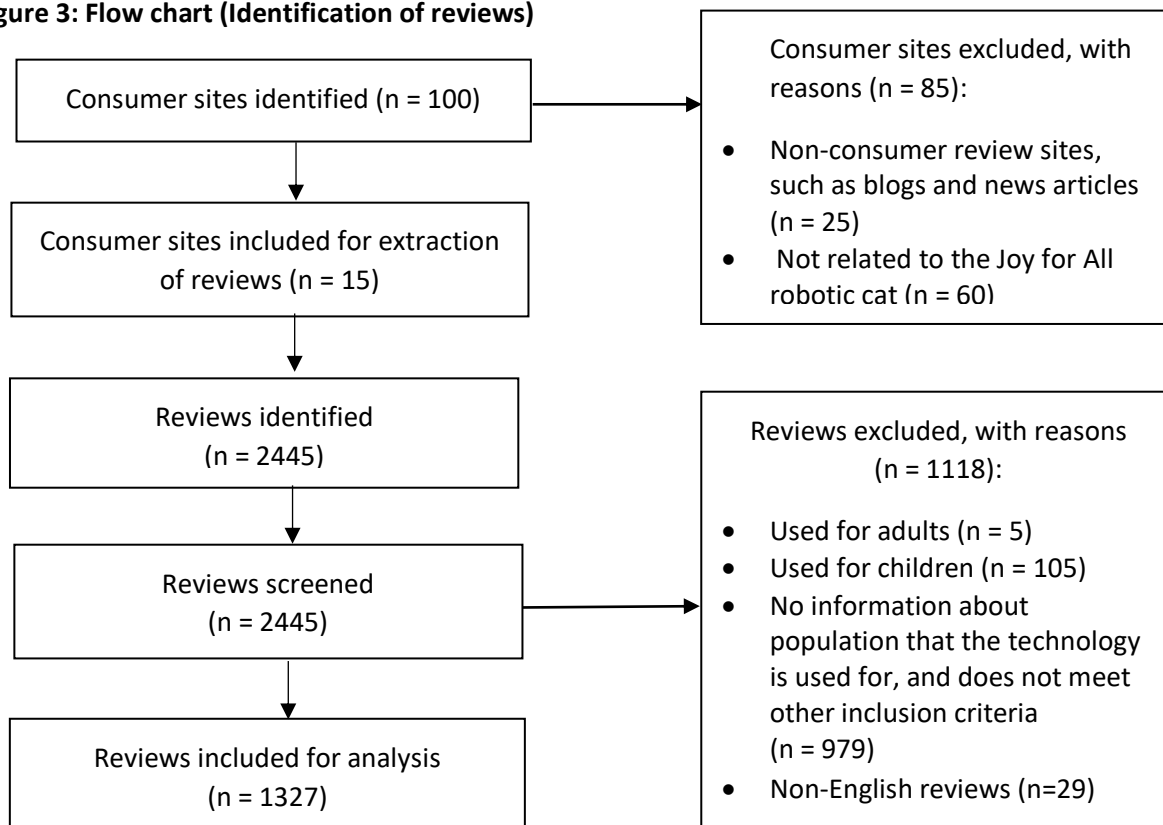 gure 3: Flow chart (Identification of reviews)
Consumer sites identified (n = 100)
Consumer sites excluded, with
reasons (n = 85):
• Non-consumer review sites,
such as blogs and news articles
(n = 25)
• Not related to the Joy for All
robotic cat (n = 60)
Consumer sites included for extraction
of reviews (n = 15)
Reviews identified
(n = 2445)
Reviews screened
(n = 2445)
Reviews excluded, with reasons
(n = 1118):
• Used for adults (n = 5)
• Used for children (n = 105)
• No information about
population that the technology
is used for, and does not meet
other inclusion criteria
(n = 979)
• Non-English reviews (n=29)
Reviews included for analysis
(n = 1327)